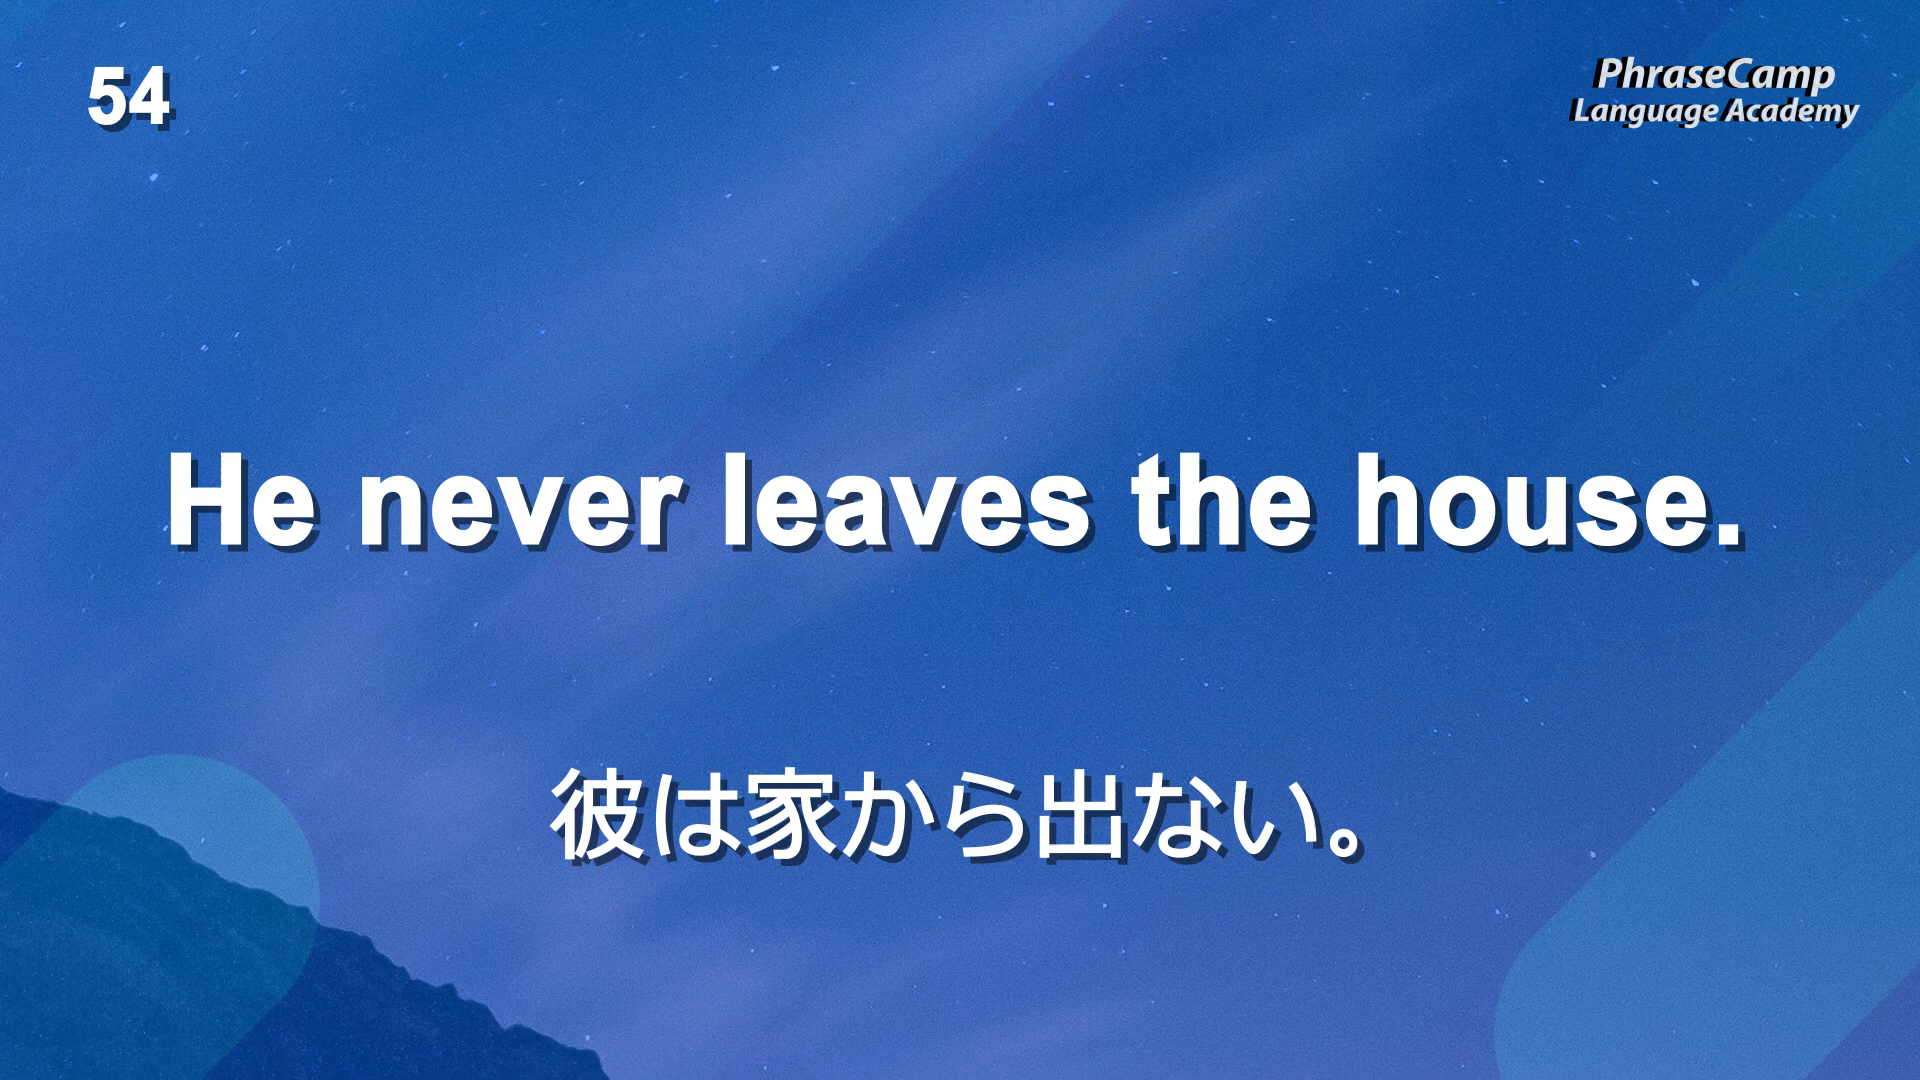 54
PhraseCamp
Language Academy
He never leaves the house.
彼は家から出ない。